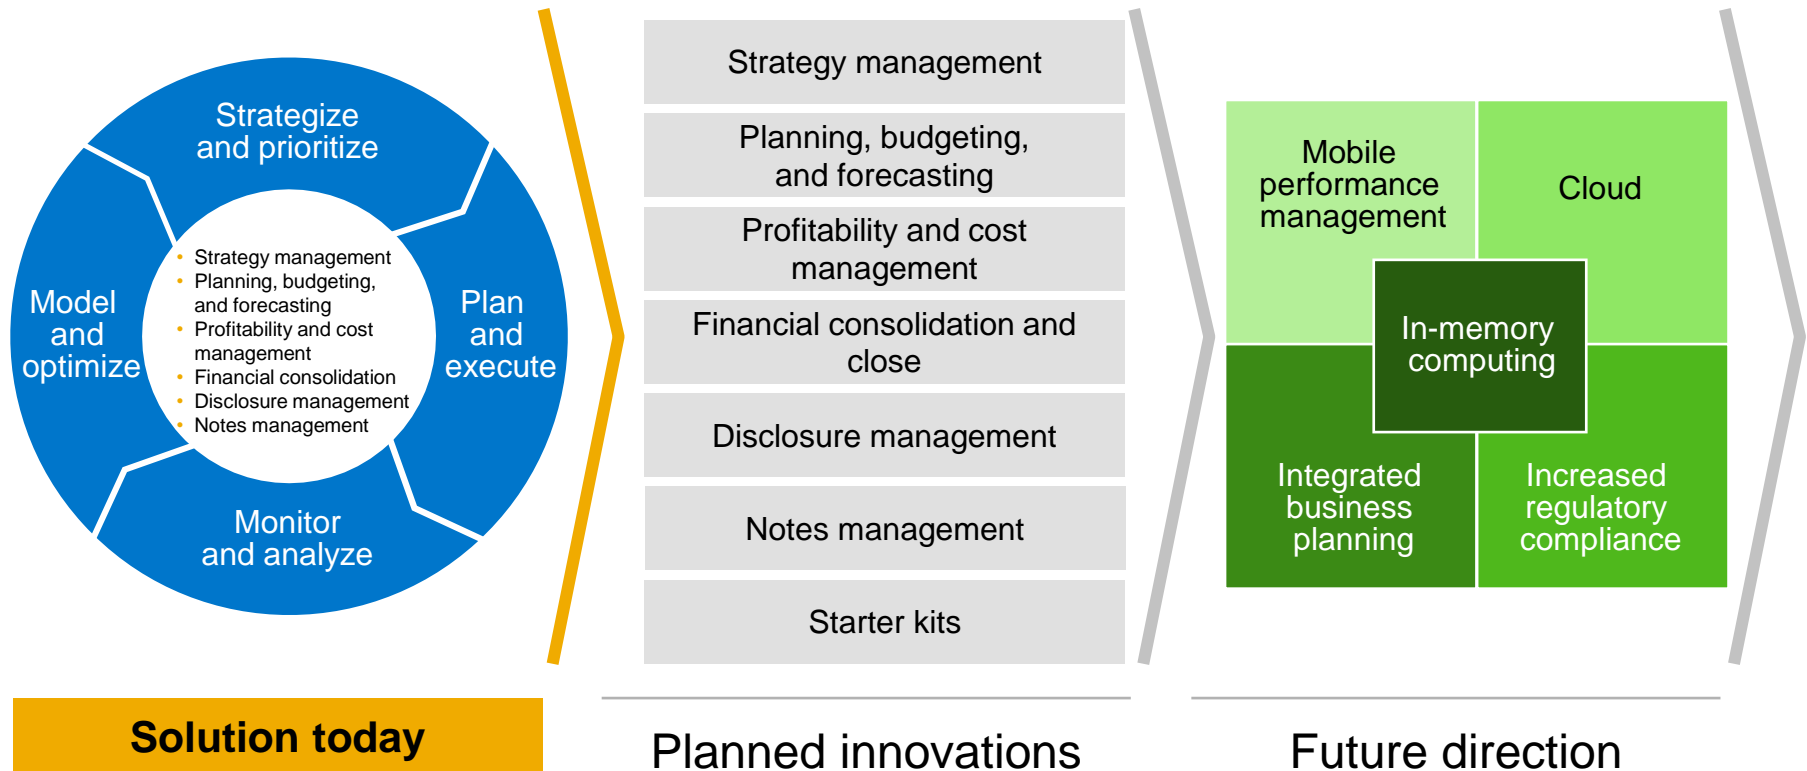 Strategize
and prioritize
Model
and
optimize
Plan
and
execute
Monitor
and analyze
• Strategy management
• Planning, budgeting,
and forecasting
• Profitability and cost
management
• Financial consolidation
• Disclosure management
• Notes management
Solution today
Strategy management
Planning, budgeting,
and forecasting
Profitability and cost
management
Financial consolidation and
close
Disclosure management
Notes management
Starter kits
Planned innovations
Mobile
performance
management
Cloud
In-memory
computing
Integrated
business
planning
Increased
regulatory
compliance
Future direction